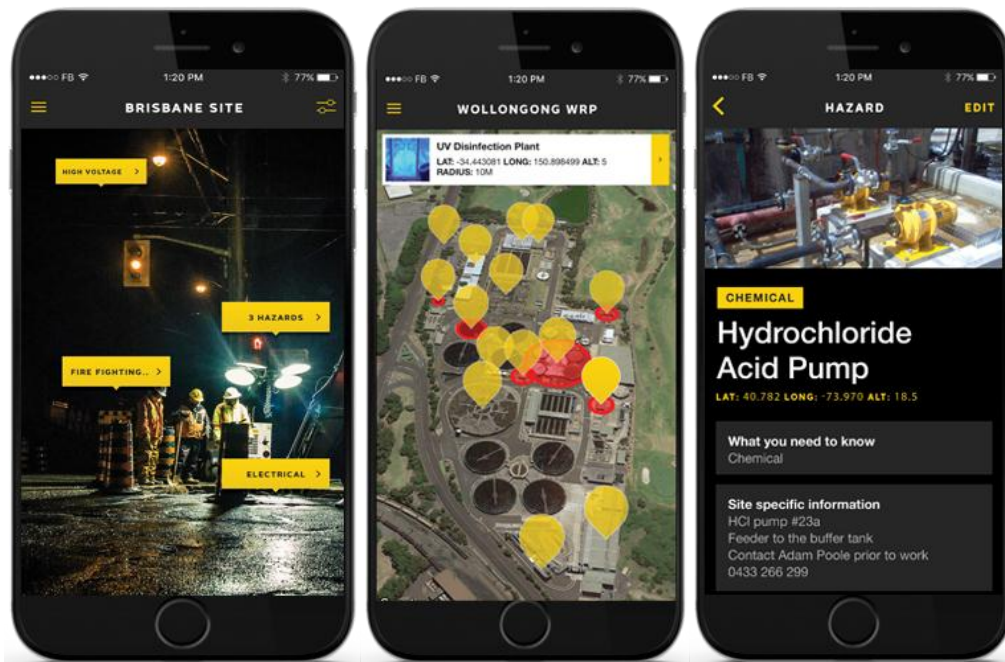 FB
1:20 PM
77%
BRISBANE SITE
HIGH VOLTAGE >
3 HAZARDS >
FIRE FIGHTING.. >
ELECTRICAL >
FB
1:20 PM
77%
WOLLONGONG WRP
UV Disinfection Plant
LAT: -34.443081 LONG: 150.898499 ALT: 5
RADIUS: 10M
FB
1:20 PM
77%
HAZARD
EDIT
CHEMICAL
Hydrochloride
Acid Pump
LAT: 40.782 LONG: -73.970 ALT: 18.5
What you need to know
Chemical
Site specific information
HCl pump #23a
Feeder to the buffer tank
Contact Adam Poole prior to work
0433 266 299